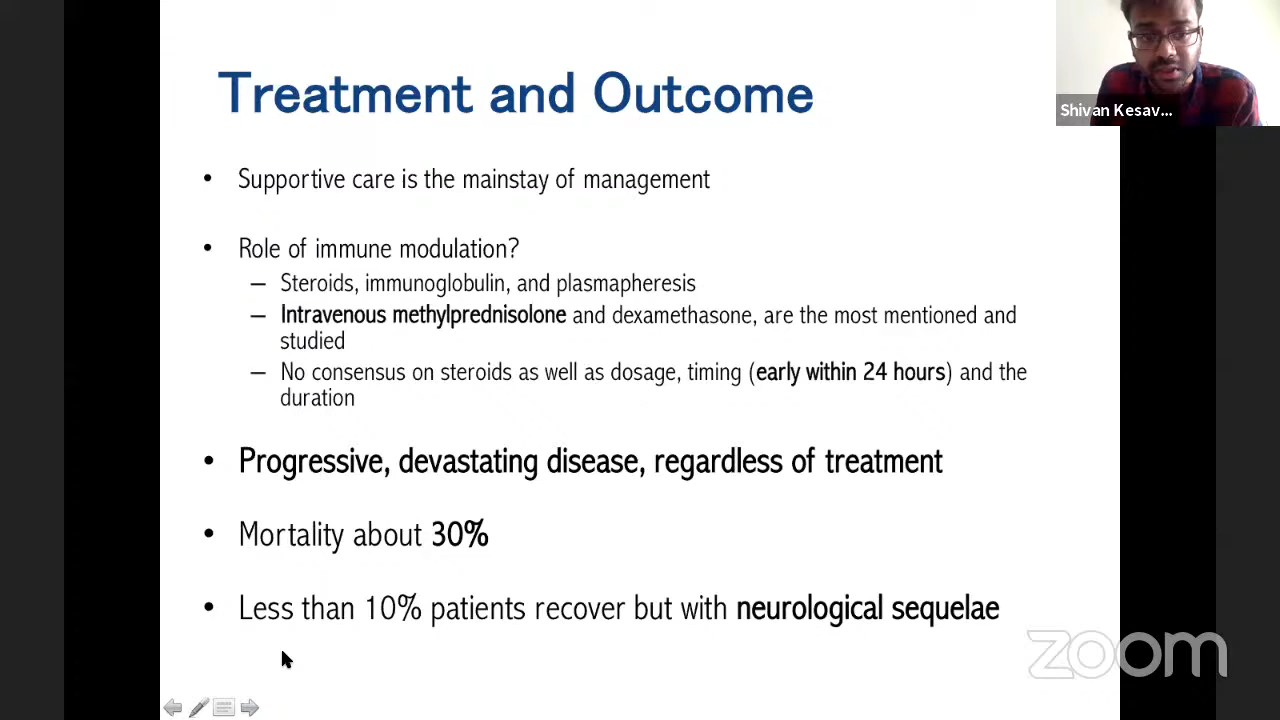 Treatment and Outcome
Shivan Kesav...
• Supportive care is the mainstay of management
• Role of immune modulation?
– Steroids, immunoglobulin, and plasmapheresis
– Intravenous methylprednisolone and dexamethasone, are the most mentioned and
studied
– No consensus on steroids as well as dosage, timing (early within 24 hours) and the
duration
• Progressive, devastating disease, regardless of treatment
• Mortality about 30%
• Less than 10% patients recover but with neurological sequelae
zoom